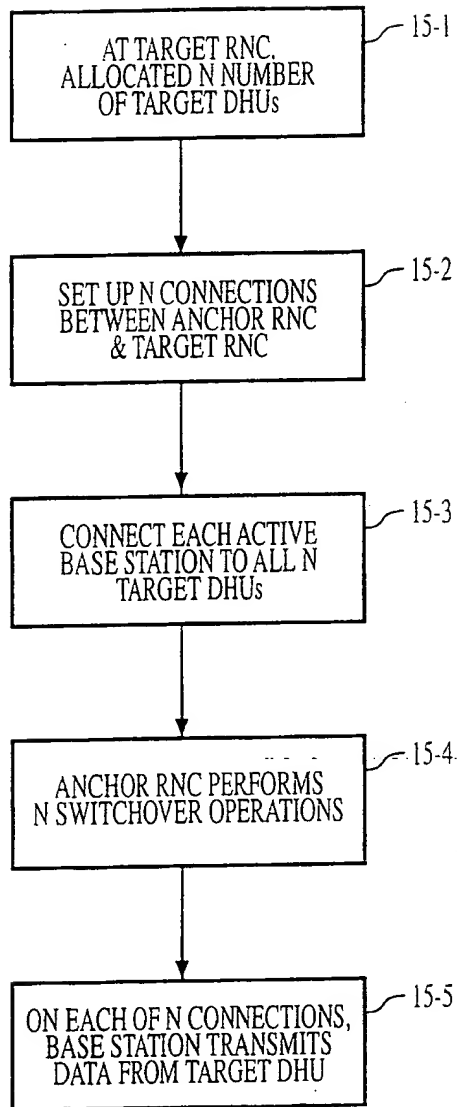 15-1
AT TARGET RNC,
ALLOCATED N NUMBER
OF TARGET DHUs
15-2
SET UP N CONNECTIONS
BETWEEN ANCHOR RNC
& TARGET RNC
15-3
CONNECT EACH ACTIVE
BASE STATION TO ALL N
TARGET DHUs
15-4
ANCHOR RNC PERFORMS
N SWITCHOVER OPERATIONS
15-5
ON EACH OF N CONNECTIONS,
BASE STATION TRANSMITS
DATA FROM TARGET DHU